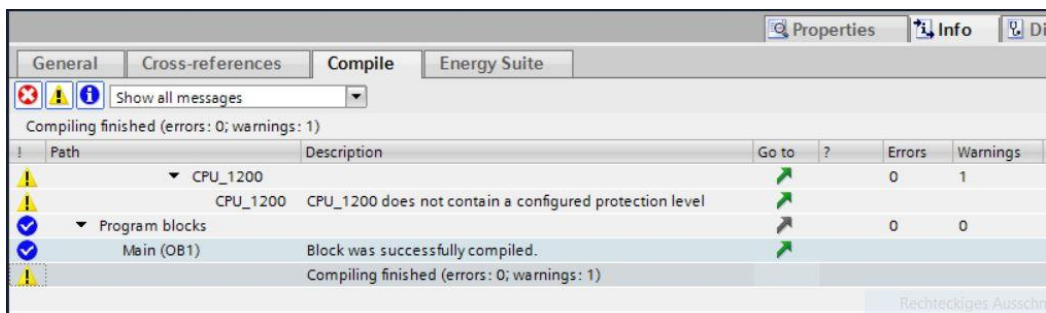 Properties Info Di
General Cross-references Compile Energy Suite
Show all messages
Compiling finished (errors: 0; warnings: 1)
! Path Description Go to ? Errors Warnings
CPU_1200 0 1
CPU_1200 CPU_1200 does not contain a configured protection level
Program blocks 0 0
Main (OB1) Block was successfully compiled.
Compiling finished (errors: 0; warnings: 1)
Rechteckiges Ausschn